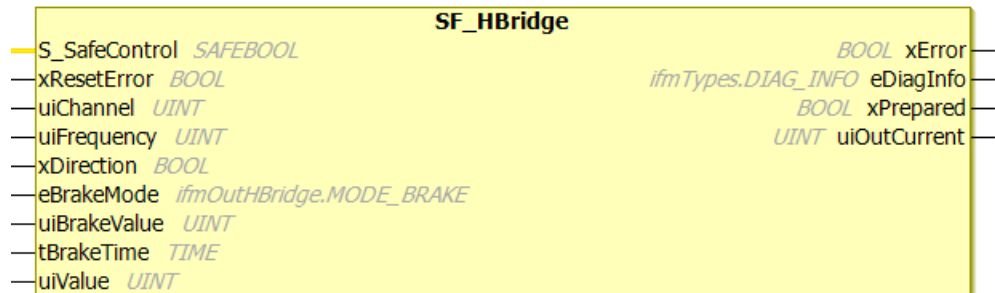 SF_HBridge
S_SafeControl SAFEBOOL BOOL xError
xResetError BOOL ifmTypes.DIAG_INFO eDiagInfo
uiChannel UINT BOOL xPrepared
uiFrequency UINT UINT uiOutCurrent
xDirection BOOL
eBrakeMode ifmOutHBridge.MODE_BRAKE
uiBrakeValue UINT
tBrakeTime TIME
uiValue UINT